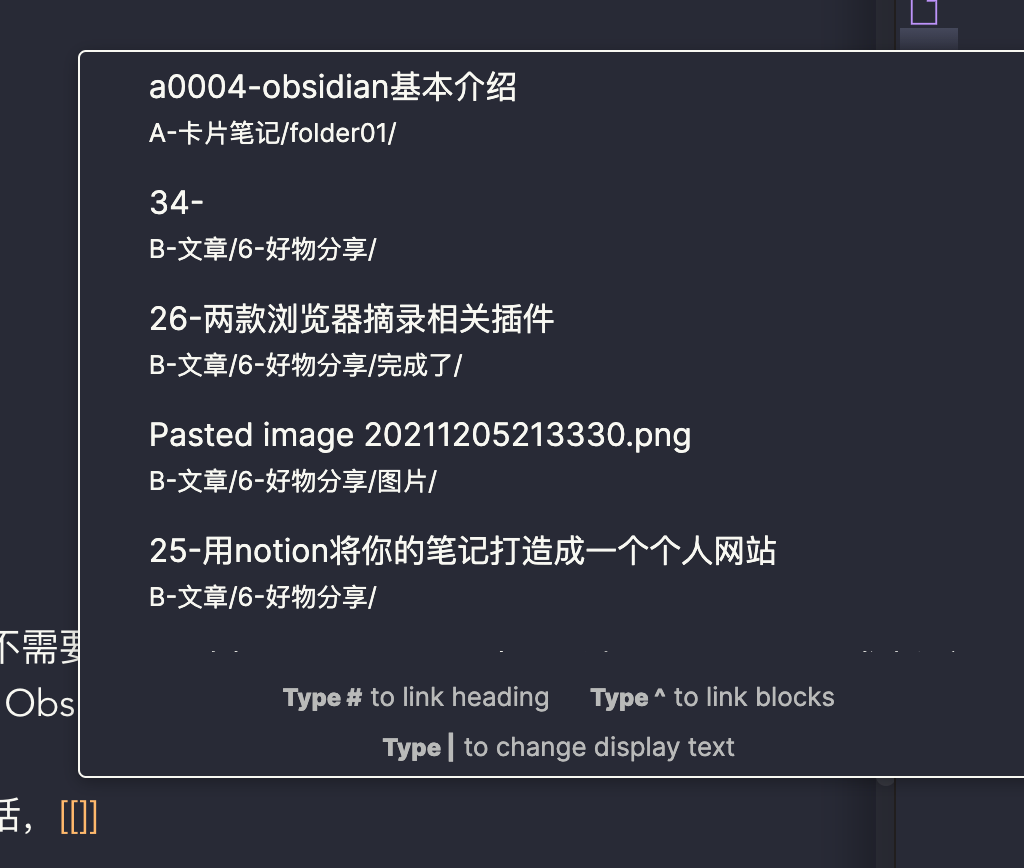 a0004-obsidian基本介绍
A-卡片笔记/folder01/
34-
B-文章/6-好物分享/
26-两款浏览器摘录相关插件
B-文章/6-好物分享/完成了/
Pasted image 20211205213330.png
B-文章/6-好物分享/图片/
25-用notion将你的笔记打造成一个个人网站
B-文章/6-好物分享/
不需要
Type # to link heading Type ^ to link blocks
Obs
Type | to change display text
话，[[]]